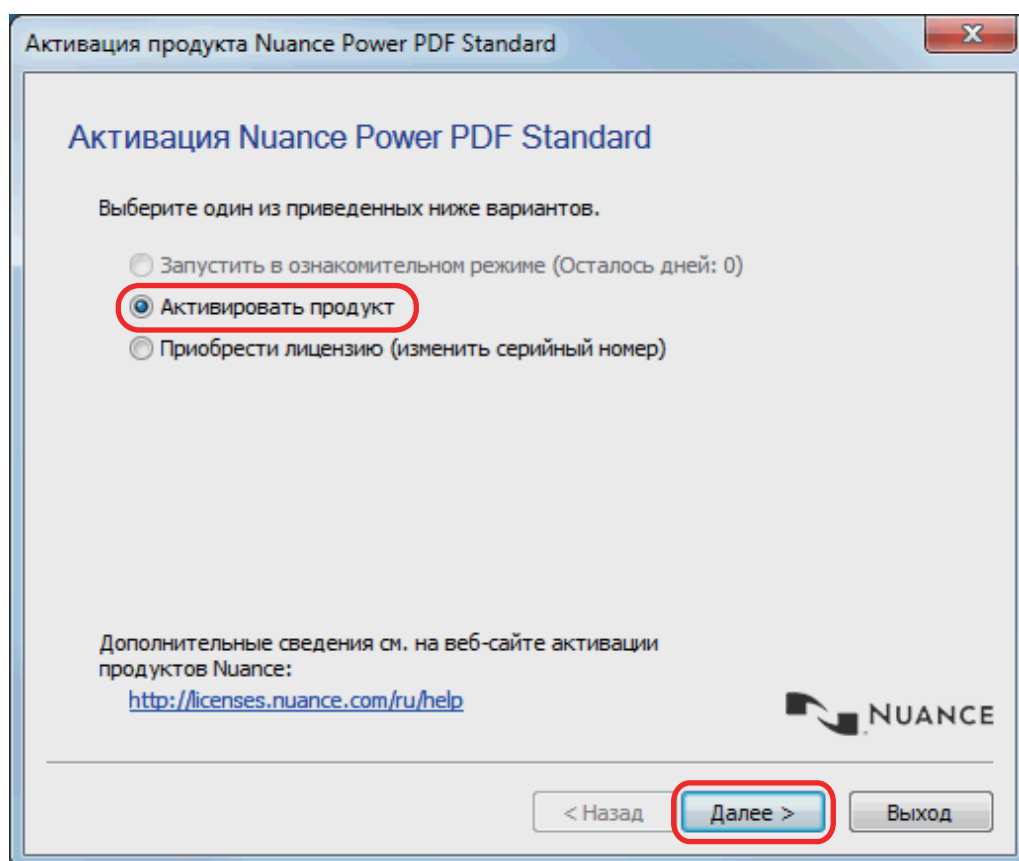 Активация продукта Nuance Power PDF Standard
Активация Nuance Power PDF Standard
Выберите один из приведенных ниже вариантов.
Запустить в ознакомительном режиме (Осталось дней: 0)
Активировать продукт
Приобрести лицензию (изменить серийный номер)
Дополнительные сведения см. на веб-сайте активации
продуктов Nuance:
http://licenses.nuance.com/ru/help
NUANCE
< Назад
Далее >
Выход